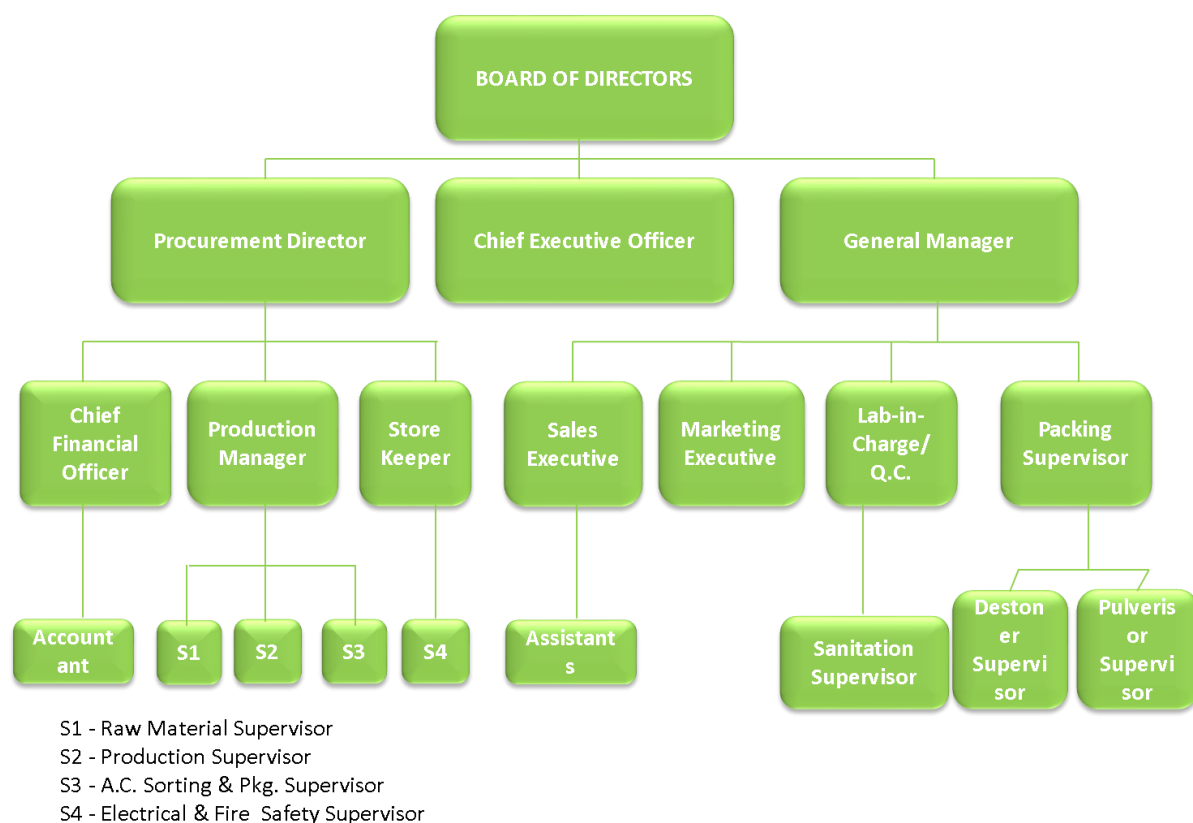 BOARD OF DIRECTORS
Procurement Director
Chief Executive Officer
General Manager
Chief
Financial
Officer
Production
Manager
Store
Keeper
Sales
Executive
Marketing
Executive
Lab-in-
Charge/
Q.C.
Packing
Supervisor
Account
ant
S1
S2
S3
S4
Assistant
s
Sanitation
Supervisor
Deston
er
Supervi
sor
Pulveris
or
Supervi
sor
S1 - Raw Material Supervisor
S2 - Production Supervisor
S3 - A.C. Sorting & Pkg. Supervisor
S4 - Electrical & Fire Safety Supervisor